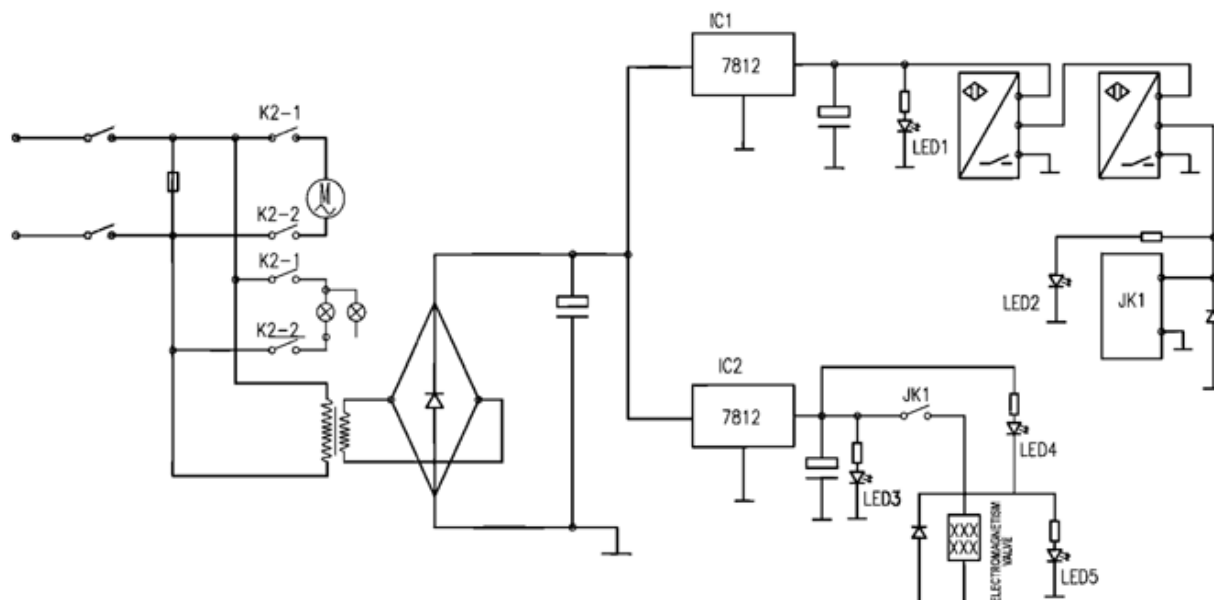 IC1
7812
K2-1
LED1
M
K2-2
K2-1
LED2
JK1
K2-2
IC2
7812
JK1
LED4
LED3
XXX
XXX
ELECTROMAGNETISM
VALVE
LED5